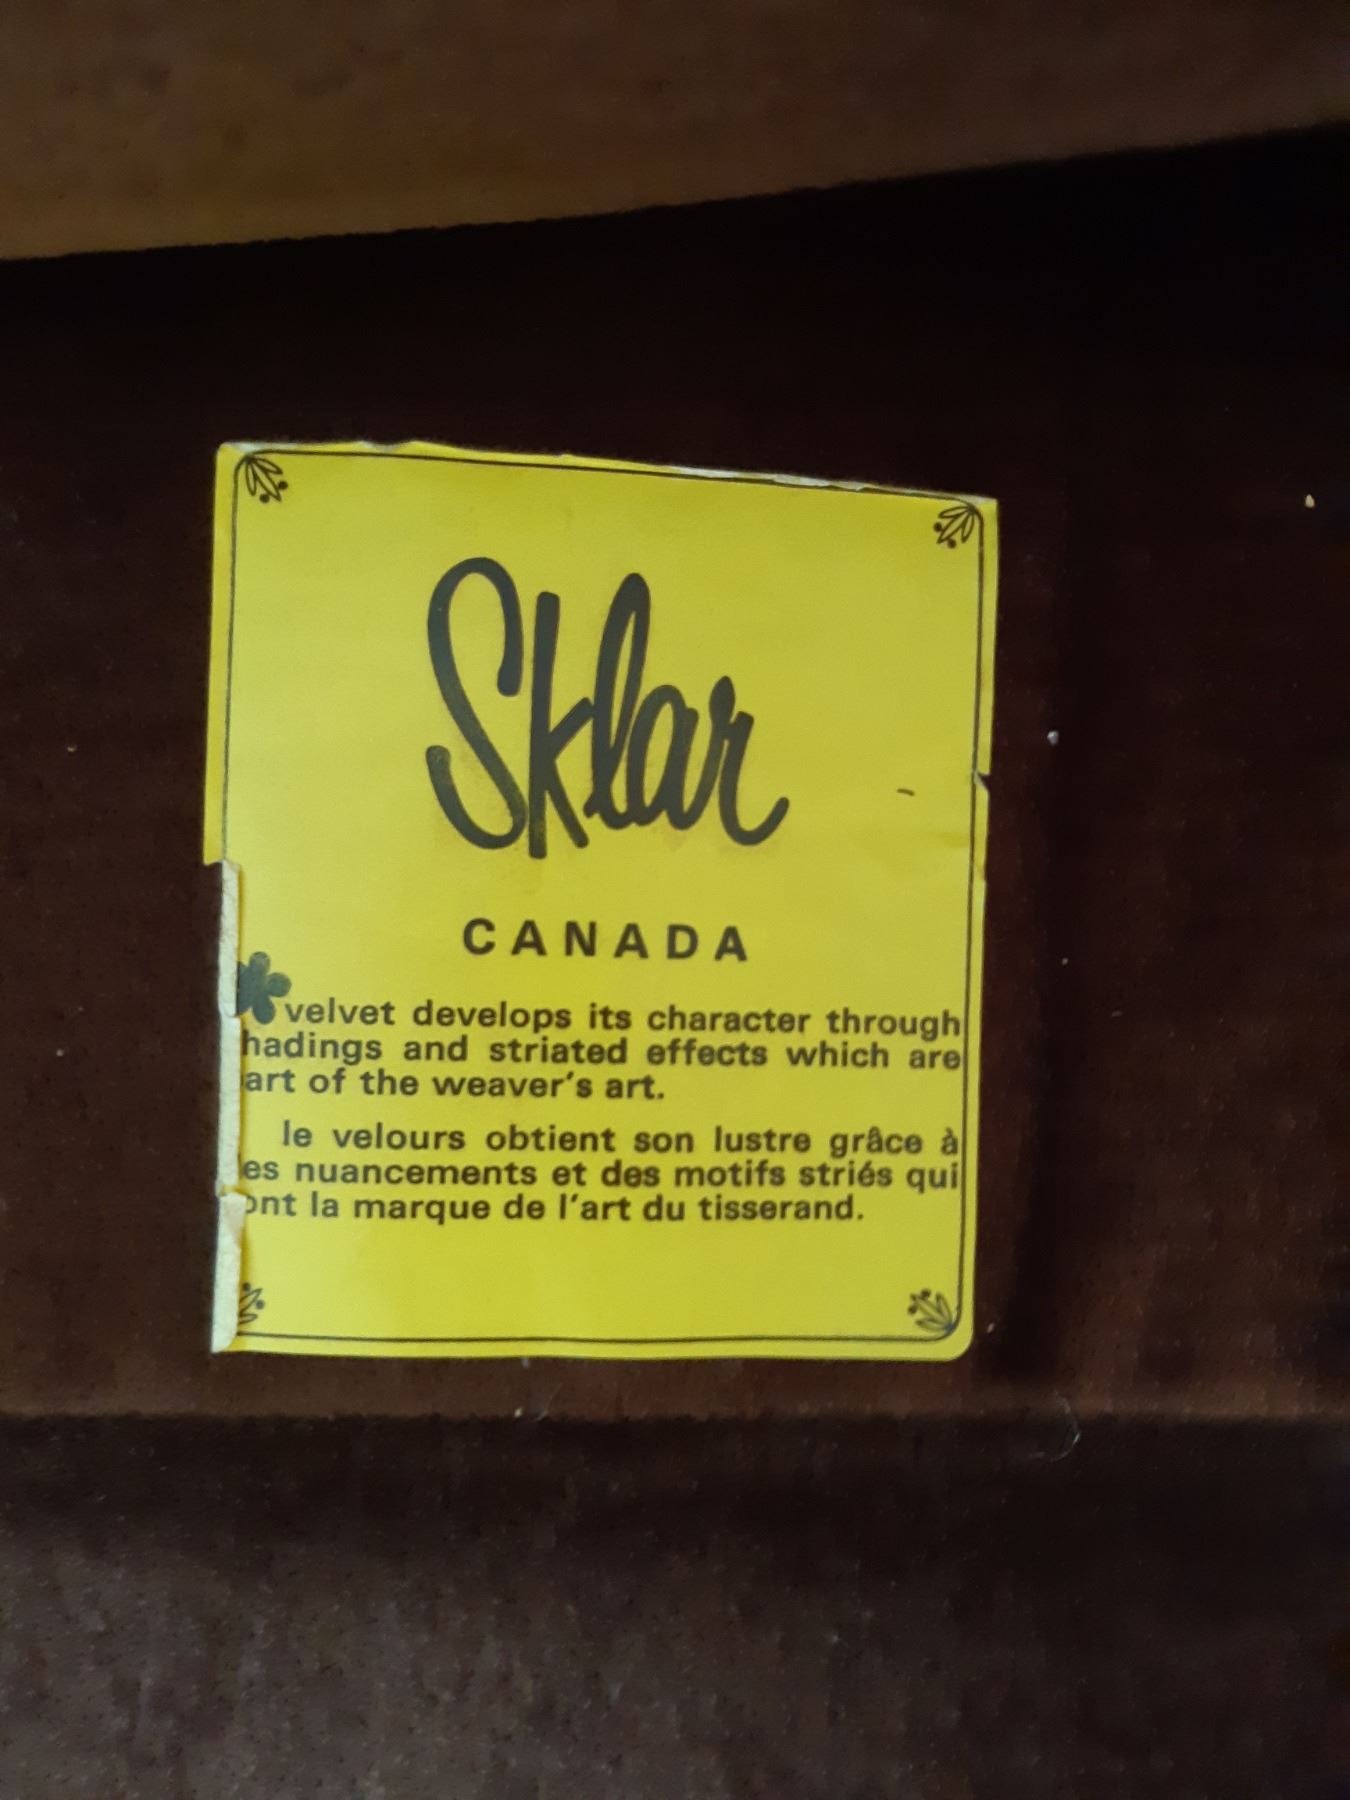 Sklar
CANADA
velvet develops its character through
hadings and striated effects which are
art of the weaver's art.
le velours obtient son lustre grâce à
es nuancements et des motifs striés qui
ont la marque de l'art du tisserand.